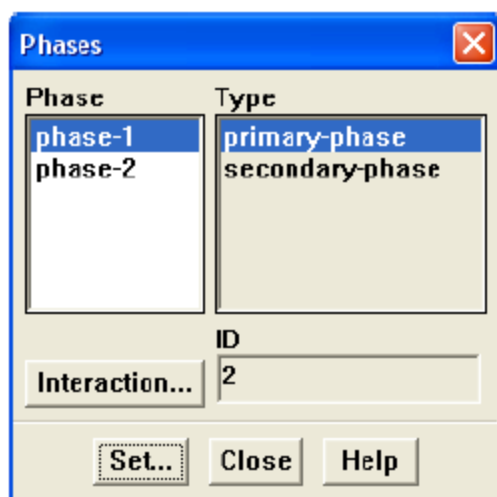 Phases
Phase Type
phase-1 primary-phase
phase-2 secondary-phase
ID
Interaction... 2
Set... Close Help